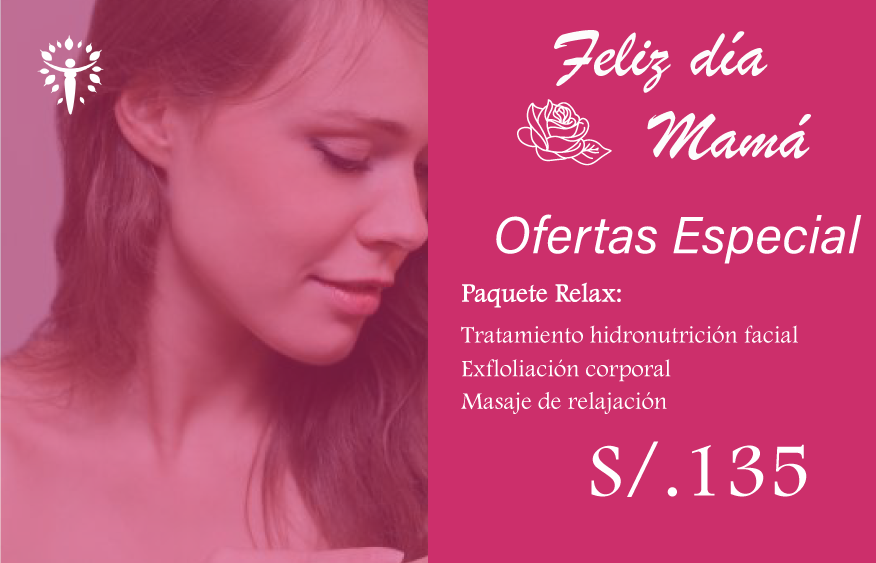 Feliz día
Mamá
Ofertas Especial
Paquete Relax:
Tratamiento hidronutrición facial
Exfloliación corporal
Masaje de relajación
S/.135